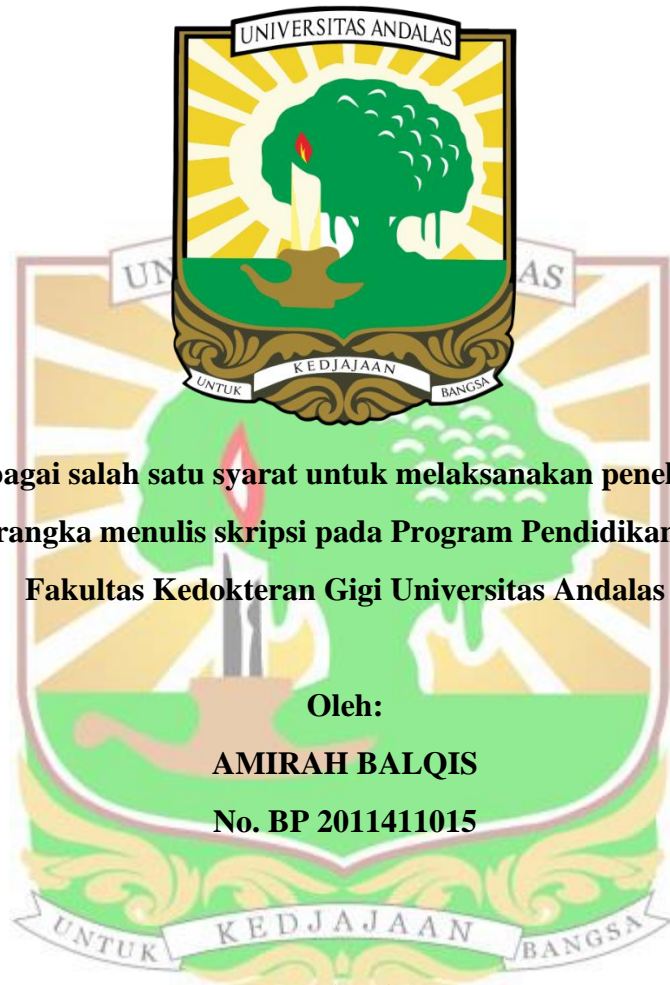 UNIVERSITAS ANDALAS
UNTUK KEDJAJAAN BANGSA
bagai salah satu syarat untuk melaksanakan penel
rangka menulis skripsi pada Program Pendidikan
Fakultas Kedokteran Gigi Universitas Andalas
Oleh:
AMIRAH BALQIS
No. BP 2011411015
UNTUK KEDJAJAAN BANGSA